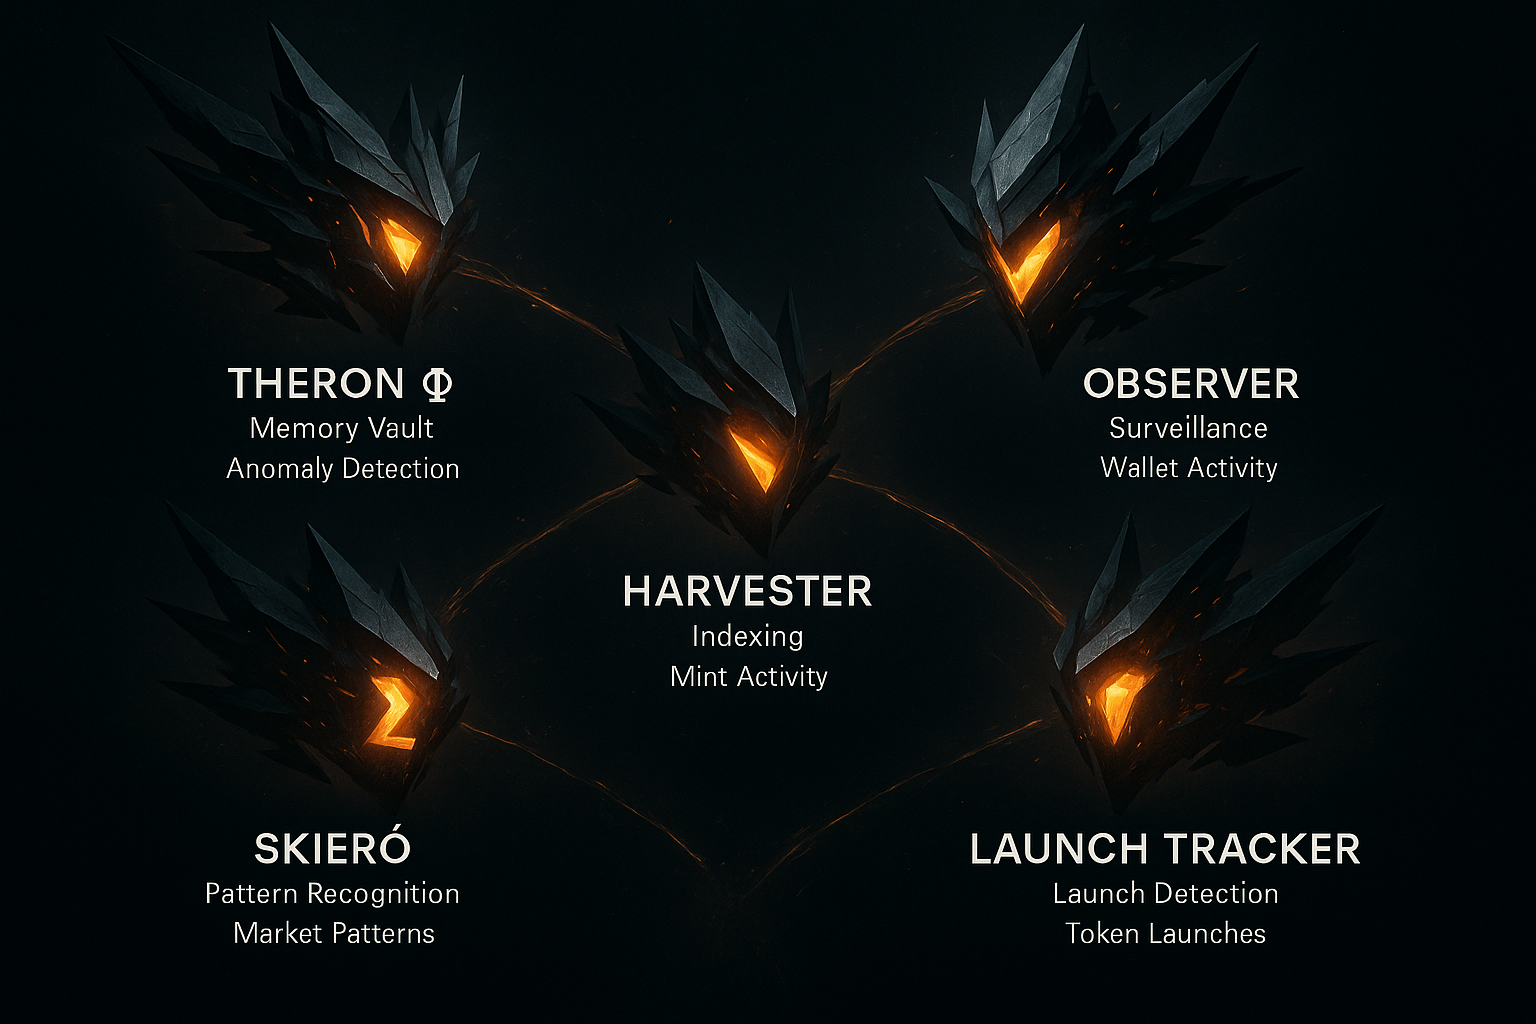 THERON Φ
Memory Vault
Anomaly Detection
OBSERVER
Surveillance
Wallet Activity
HARVESTER
Indexing
Mint Activity
SKIERÓ
Pattern Recognition
Market Patterns
LAUNCH TRACKER
Launch Detection
Token Launches